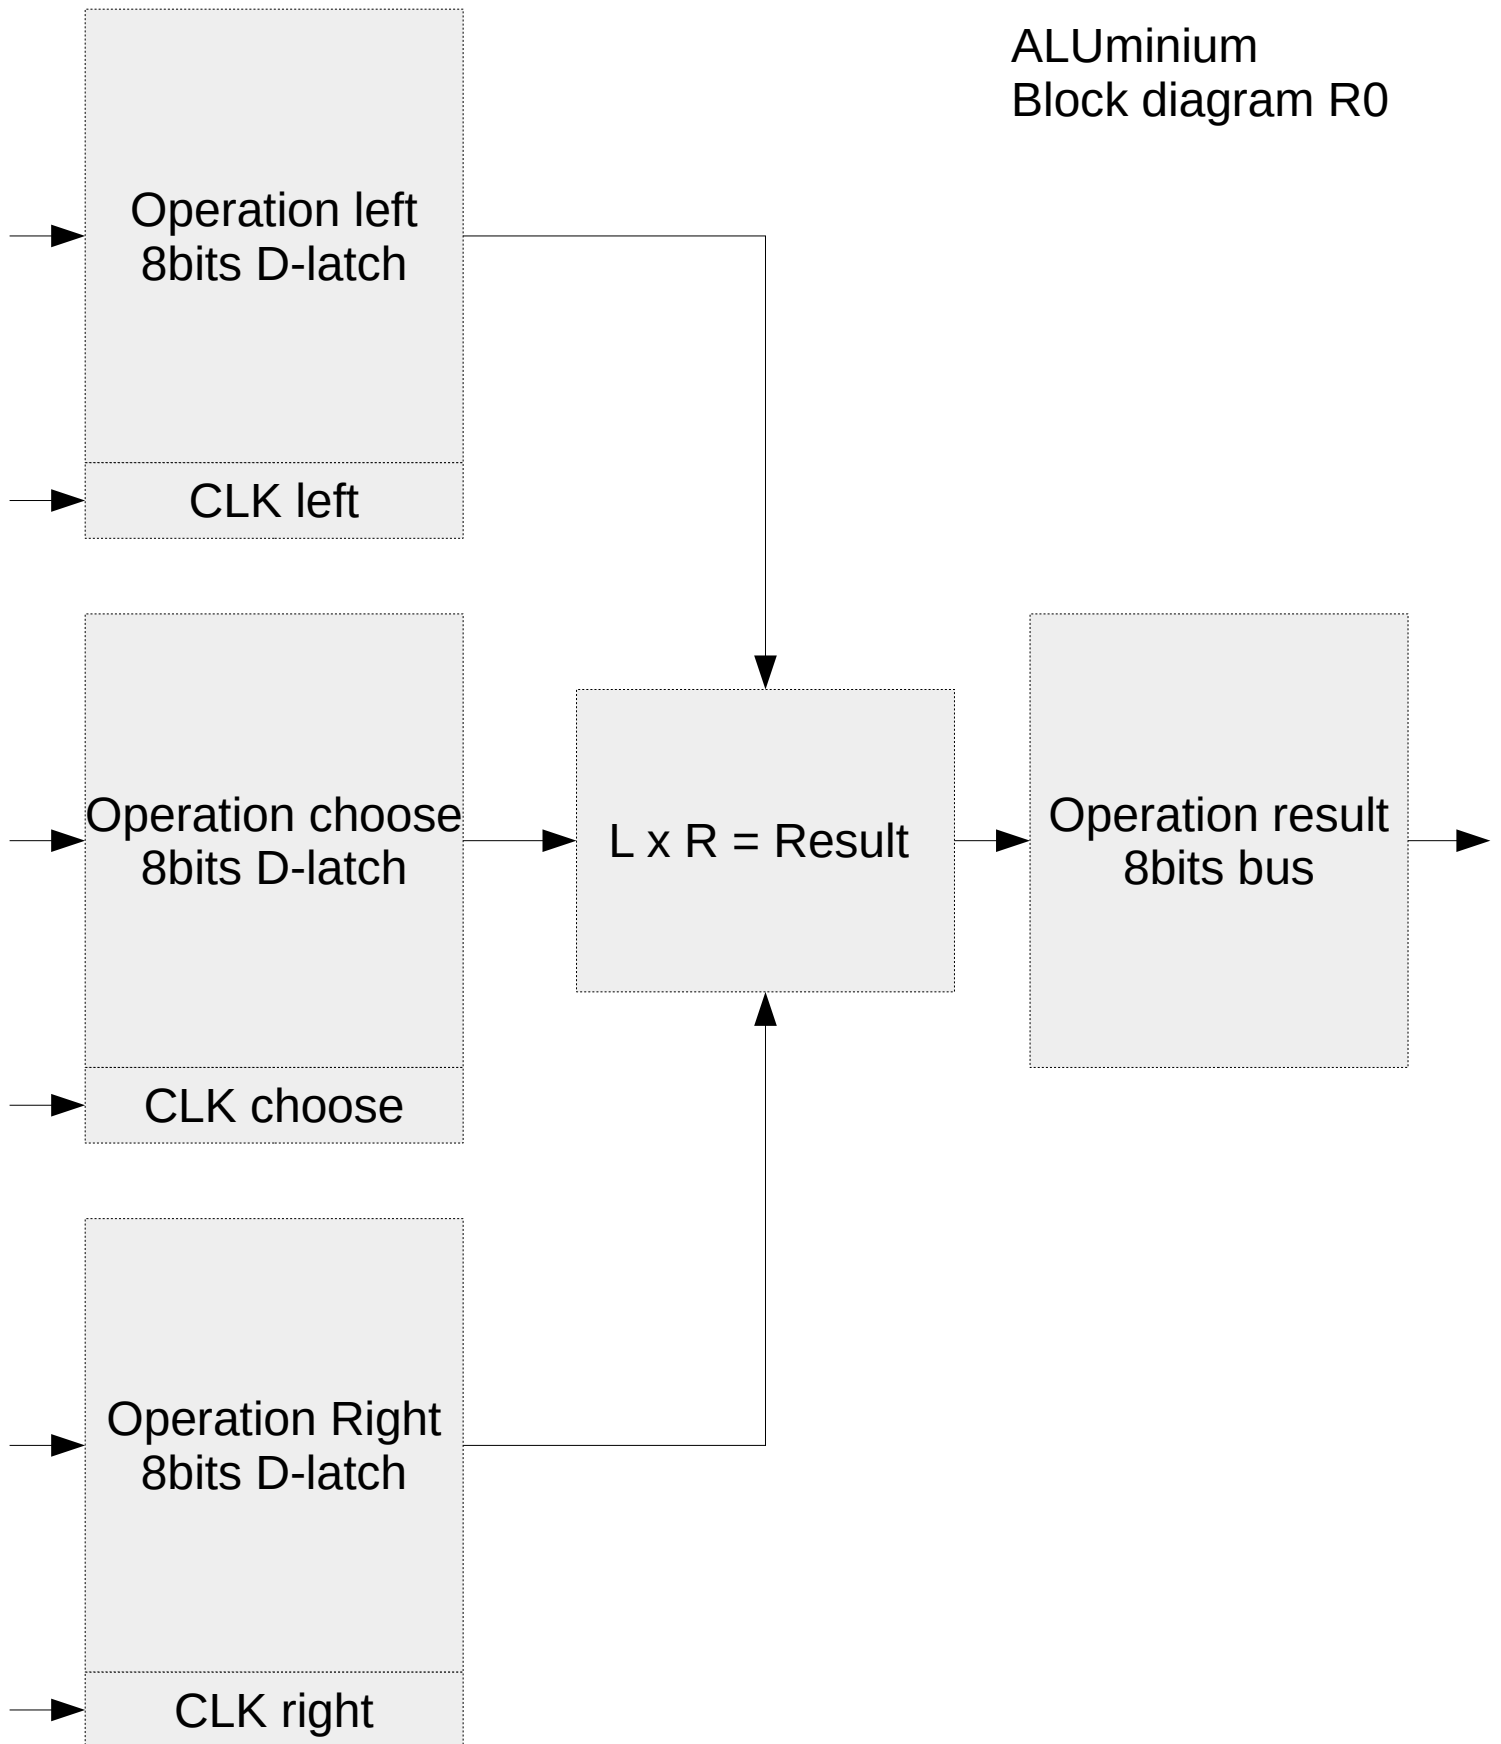 ALUminium
Block diagram R0
Operation left
8bits D-latch
CLK left
Operation choose
8bits D-latch
CLK choose
L x R = Result
Operation result
8bits bus
Operation Right
8bits D-latch
CLK right